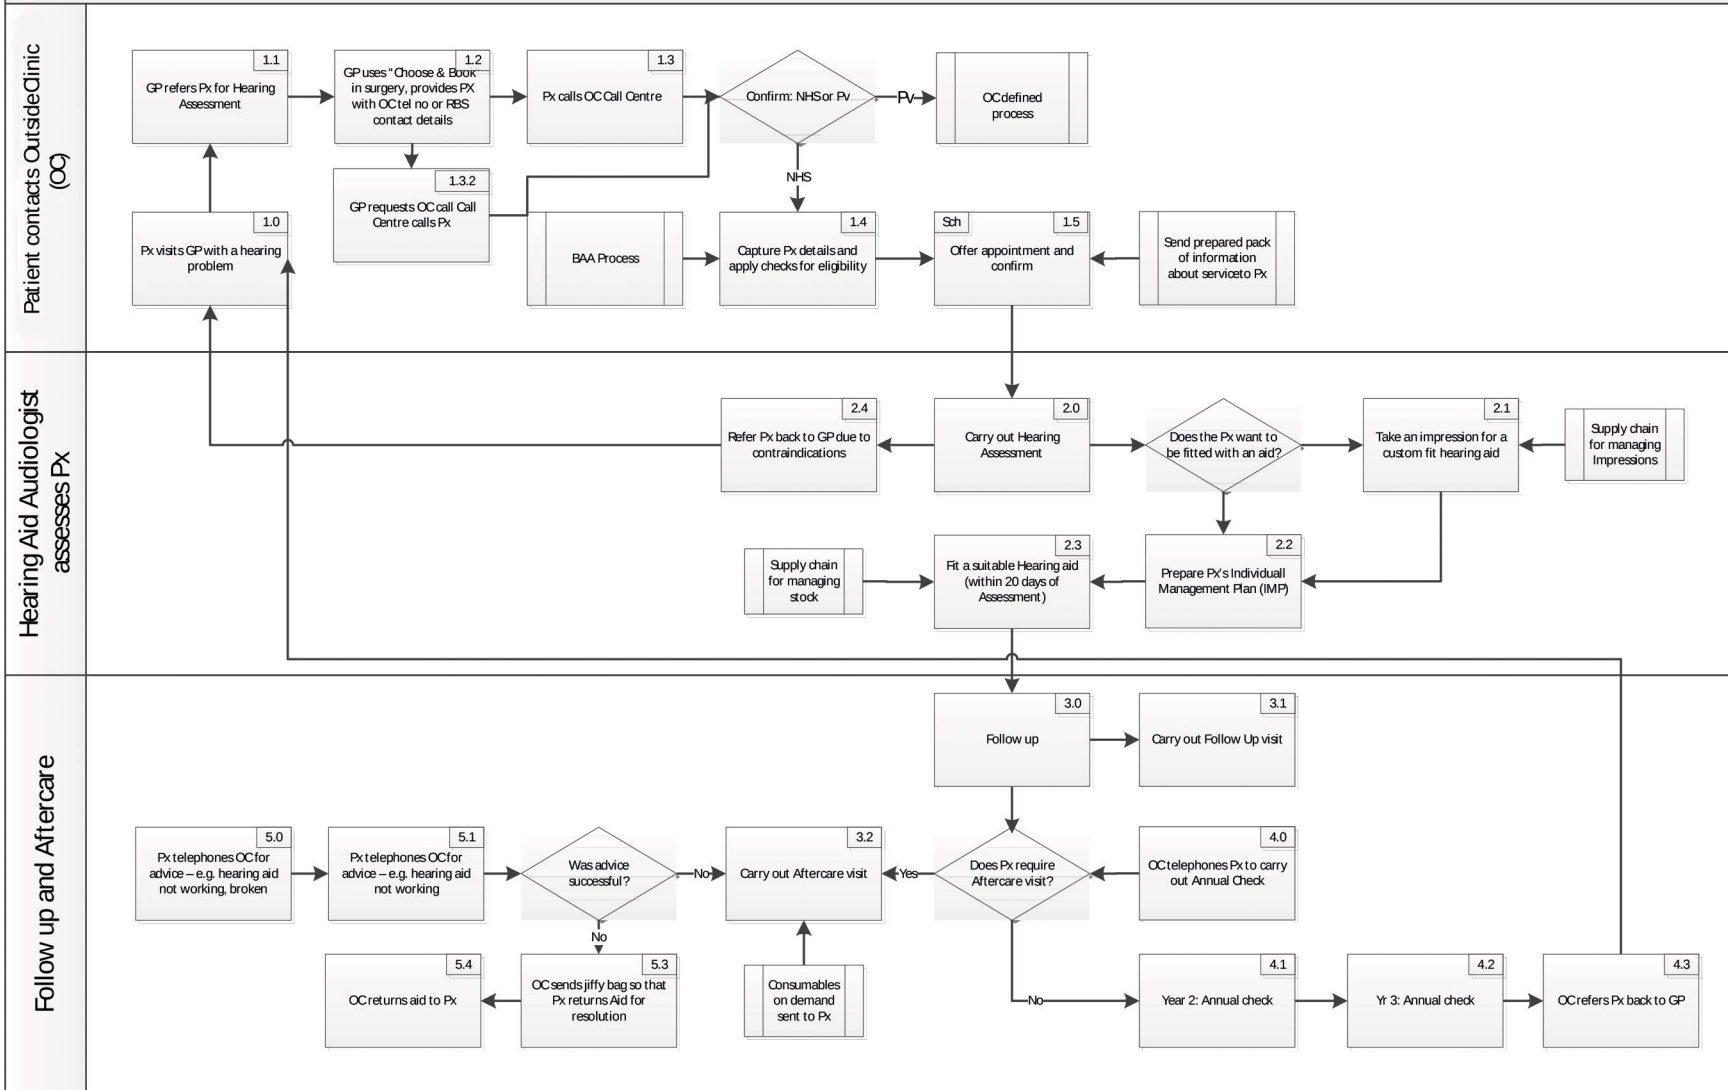 Patient contacts OutsideClinic
(OC)
1.1
GP refers Px for Hearing
Assessment
1.2
GP uses "Choose & Book"
in surgery, provides PX
with OC tel no or RBS
contact details
1.3
Px calls OC Call Centre
Confirm: NHS or Pv
Pv
OC defined
process
1.3.2
GP requests OC call Call
Centre calls Px
NHS
1.0
Px visits GP with a hearing
problem
BAA Process
1.4
Capture Px details and
apply checks for eligibility
Sch
1.5
Offer appointment and
confirm
Send prepared pack
of information
about service to Px
Hearing Aid Audiologist
assesses Px
2.4
Refer Px back to GP due to
contraindications
2.0
Carry out Hearing
Assessment
Does the Px want to
be fitted with an aid?
2.1
Take an impression for a
custom fit hearing aid
Supply chain
for managing
Impressions
Supply chain
for managing
stock
2.3
Fit a suitable Hearing aid
(within 20 days of
Assessment)
2.2
Prepare Px's Individuall
Management Plan (IMP)
Follow up and Aftercare
3.0
Follow up
3.1
Carry out Follow Up visit
5.0
Px telephones OC for
advice – e.g. hearing aid
not working, broken
5.1
Px telephones OC for
advice – e.g. hearing aid
not working
Was advice
successful?
No
3.2
Carry out Aftercare visit
Yes
Does Px require
Aftercare visit?
4.0
OC telephones Px to carry
out Annual Check
No
5.4
OC returns aid to Px
5.3
OC sends jiffy bag so that
Px returns Aid for
resolution
Consumables
on demand
sent to Px
No
4.1
Year 2: Annual check
4.2
Yr 3: Annual check
4.3
OC refers Px back to GP